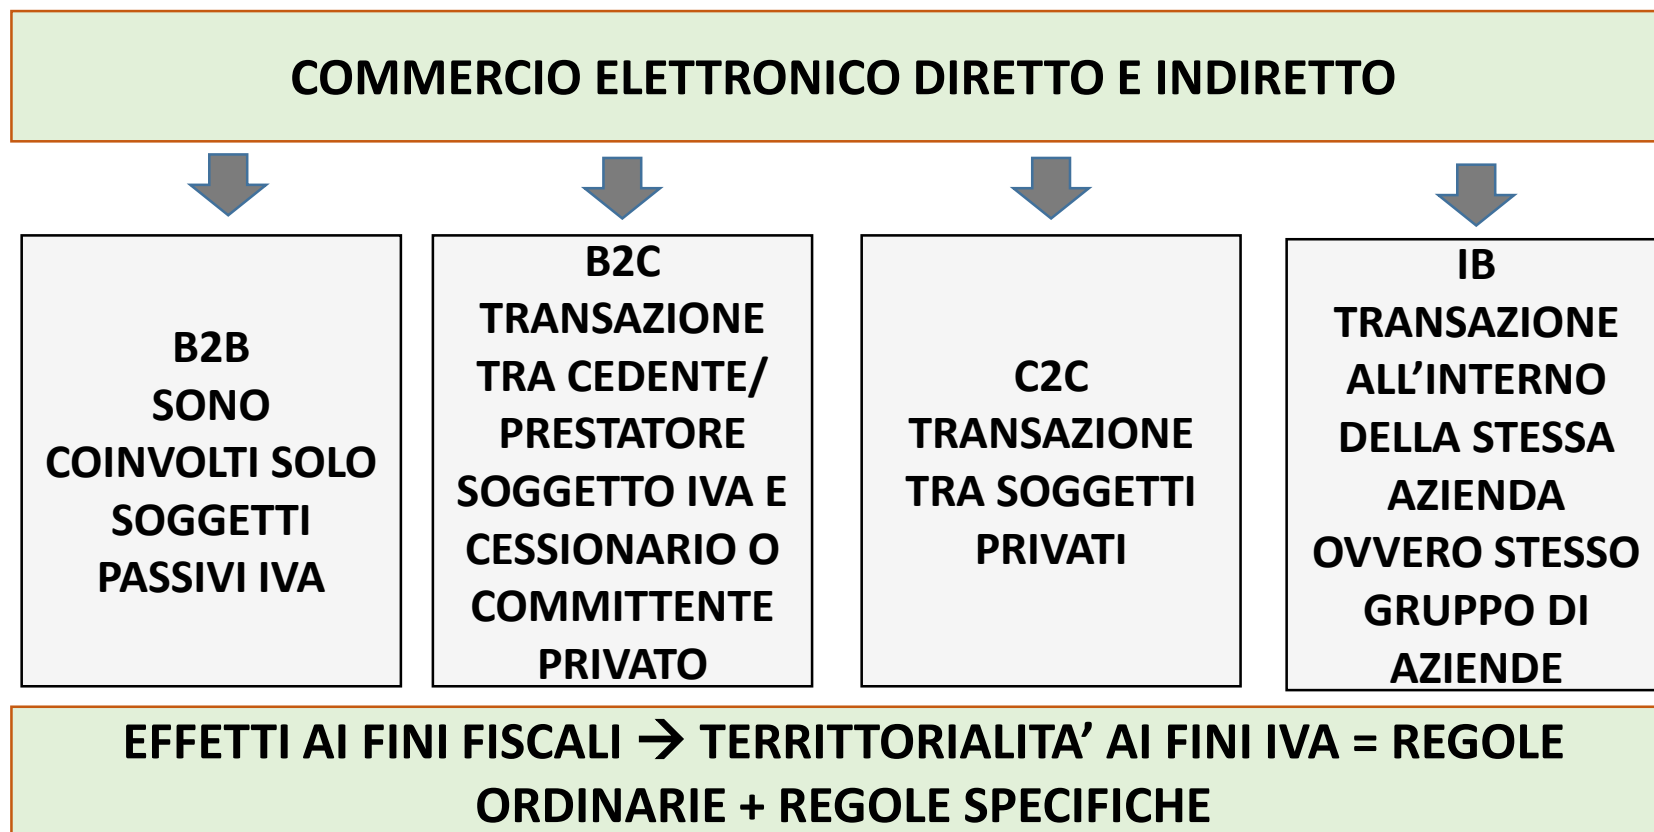 COMMERCIO ELETTRONICO DIRETTO E INDIRETTO
B2B
SONO
COINVOLTI SOLO
SOGGETTI
PASSIVI IVA
B2C
TRANSAZIONE
TRA CEDENTE/
PRESTATORE
SOGGETTO IVA E
CESSIONARIO O
COMMITTENTE
PRIVATO
C2C
TRANSAZIONE
TRA SOGGETTI
PRIVATI
IB
TRANSAZIONE
ALL’INTERNO
DELLA STESSA
AZIENDA
OVVERO STESSO
GRUPPO DI
AZIENDE
EFFETTI AI FINI FISCALI → TERRITORIALITA’ AI FINI IVA = REGOLE
ORDINARIE + REGOLE SPECIFICHE